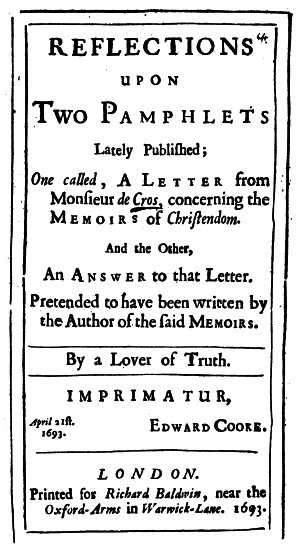 REFLECTIONS
UPON
TWO PAMPHLETS
Lately Publiſhed;
One called, A LETTER from
Monſieur de Cros, concerning the
MEMOIRS of Chriſtendom.
And the Other,
An ANSWER to that Letter.
Pretended to have been written by
the Author of the ſaid MEMOIRS.
By a Lover of Truth.
IMPRIMATUR,
April 21ſt.
1693.
EDWARD COOKE.
LONDON.
Printed for Richard Baldwin, near the
Oxford-Arms in Warwick-Lane. 1693.